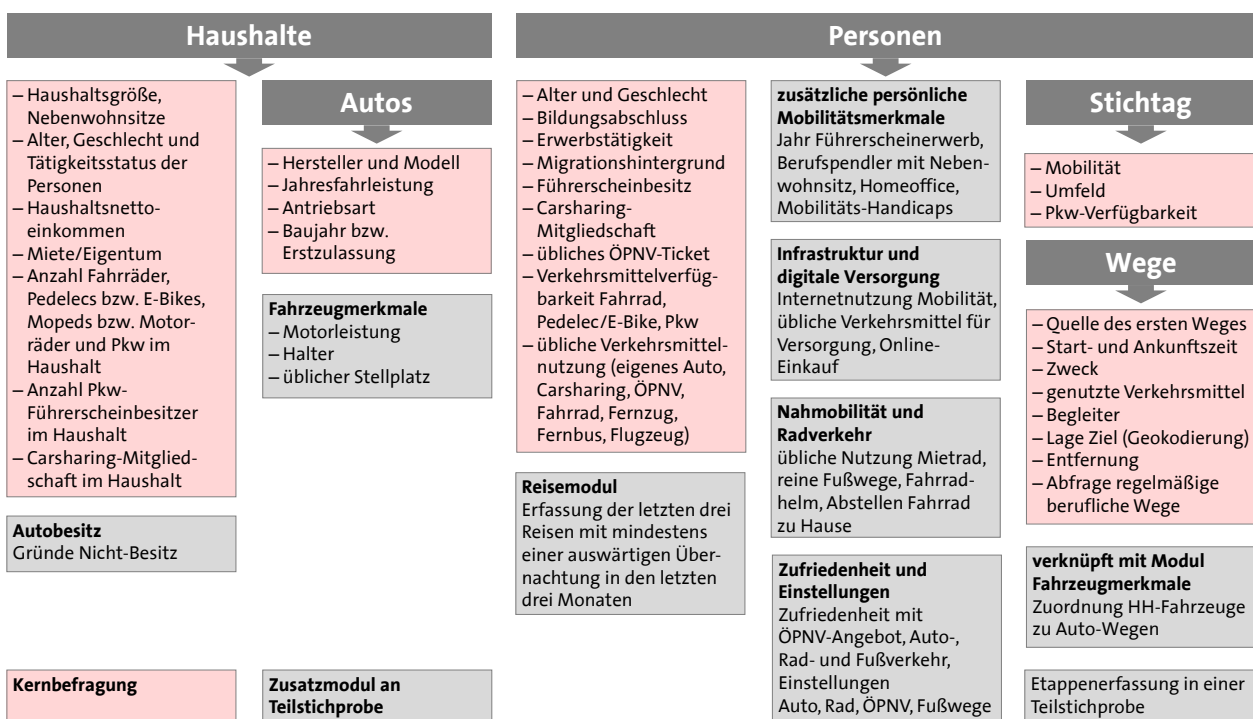 Haushalte
– Haushaltsgröße,
Nebenwohnsitze
– Alter, Geschlecht und
Tätigkeitsstatus der
Personen
– Haushaltsnetto-
einkommen
– Miete/Eigentum
– Anzahl Fahrräder,
Pedelecs bzw. E-Bikes,
Mopeds bzw. Motor-
räder und Pkw im
Haushalt
– Anzahl Pkw-
Führerscheinbesitzer
im Haushalt
– Carsharing-Mitglied-
schaft im Haushalt
Autobesitz
Gründe Nicht-Besitz
Autos
– Hersteller und Modell
– Jahresfahrleistung
– Antriebsart
– Baujahr bzw.
Erstzulassung
Fahrzeugmerkmale
– Motorleistung
– Halter
– üblicher Stellplatz
Personen
– Alter und Geschlecht
– Bildungsabschluss
– Erwerbstätigkeit
– Migrationshintergrund
– Führerscheinbesitz
– Carsharing-
Mitgliedschaft
– übliches ÖPNV-Ticket
– Verkehrsmittelverfüg-
barkeit Fahrrad,
Pedelec/E-Bike, Pkw
– übliche Verkehrsmittel-
nutzung (eigenes Auto,
Carsharing, ÖPNV,
Fahrrad, Fernzug,
Fernbus, Flugzeug)
Reisemodul
Erfassung der letzten drei
Reisen mit mindestens
einer auswärtigen Über-
nachtung in den letzten
drei Monaten
zusätzliche persönliche
Mobilitätsmerkmale
Jahr Führerscheinerwerb,
Berufspendler mit Neben-
wohnsitz, Homeoffice,
Mobilitäts-Handicaps
Infrastruktur und
digitale Versorgung
Internetnutzung Mobilität,
übliche Verkehrsmittel für
Versorgung, Online-
Einkauf
Nahmobilität und
Radverkehr
übliche Nutzung Mietrad,
reine Fußwege, Fahrrad-
helm, Abstellen Fahrrad
zu Hause
Zufriedenheit und
Einstellungen
Zufriedenheit mit
ÖPNV-Angebot, Auto-,
Rad- und Fußverkehr,
Einstellungen
Auto, Rad, ÖPNV, Fußwege
Stichtag
– Mobilität
– Umfeld
– Pkw-Verfügbarkeit
Wege
– Quelle des ersten Weges
– Start- und Ankunftszeit
– Zweck
– genutzte Verkehrsmittel
– Begleiter
– Lage Ziel (Geokodierung)
– Entfernung
– Abfrage regelmäßige
berufliche Wege
verknüpft mit Modul
Fahrzeugmerkmale
Zuordnung HH-Fahrzeuge
zu Auto-Wegen
Etappenerfassung in einer
Teilstichprobe
Kernbefragung
Zusatzmodul an
Teilstichprobe